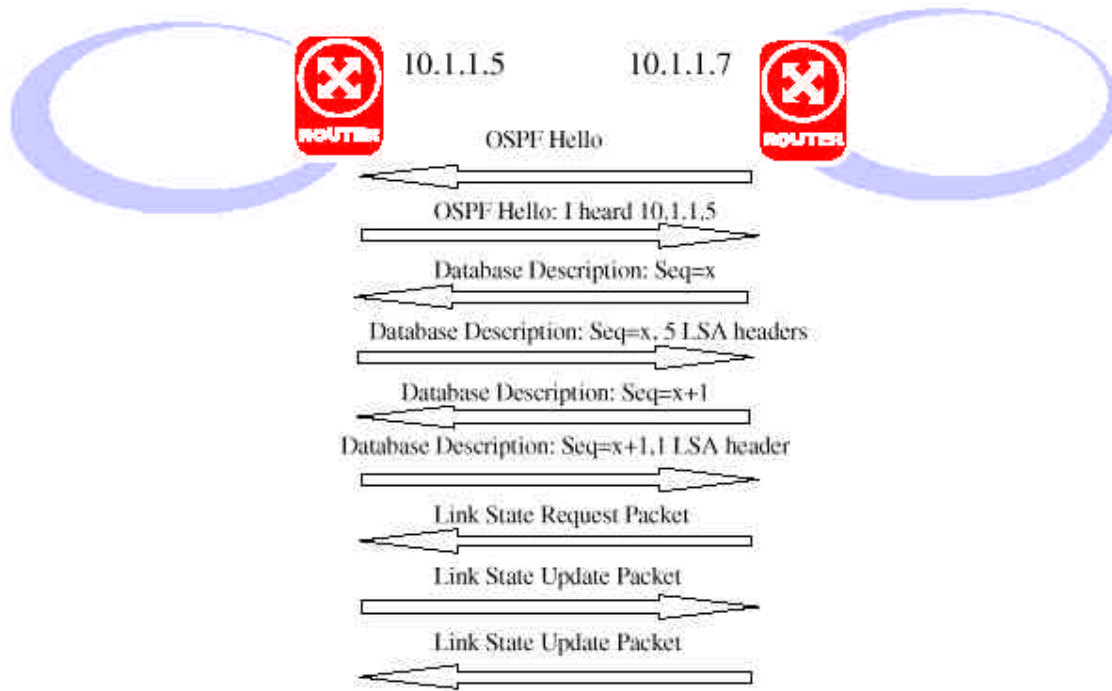 10.1.1.5
10.1.1.7
ROUTER
ROUTER
OSPF Hello
OSPF Hello: I heard 10.1.1.5
Database Description: Seq=x
Database Description: Seq=x, 5 LSA headers
Database Description: Seq=x+1
Database Description: Seq=x+1,1 LSA header
Link State Request Packet
Link State Update Packet
Link State Update Packet